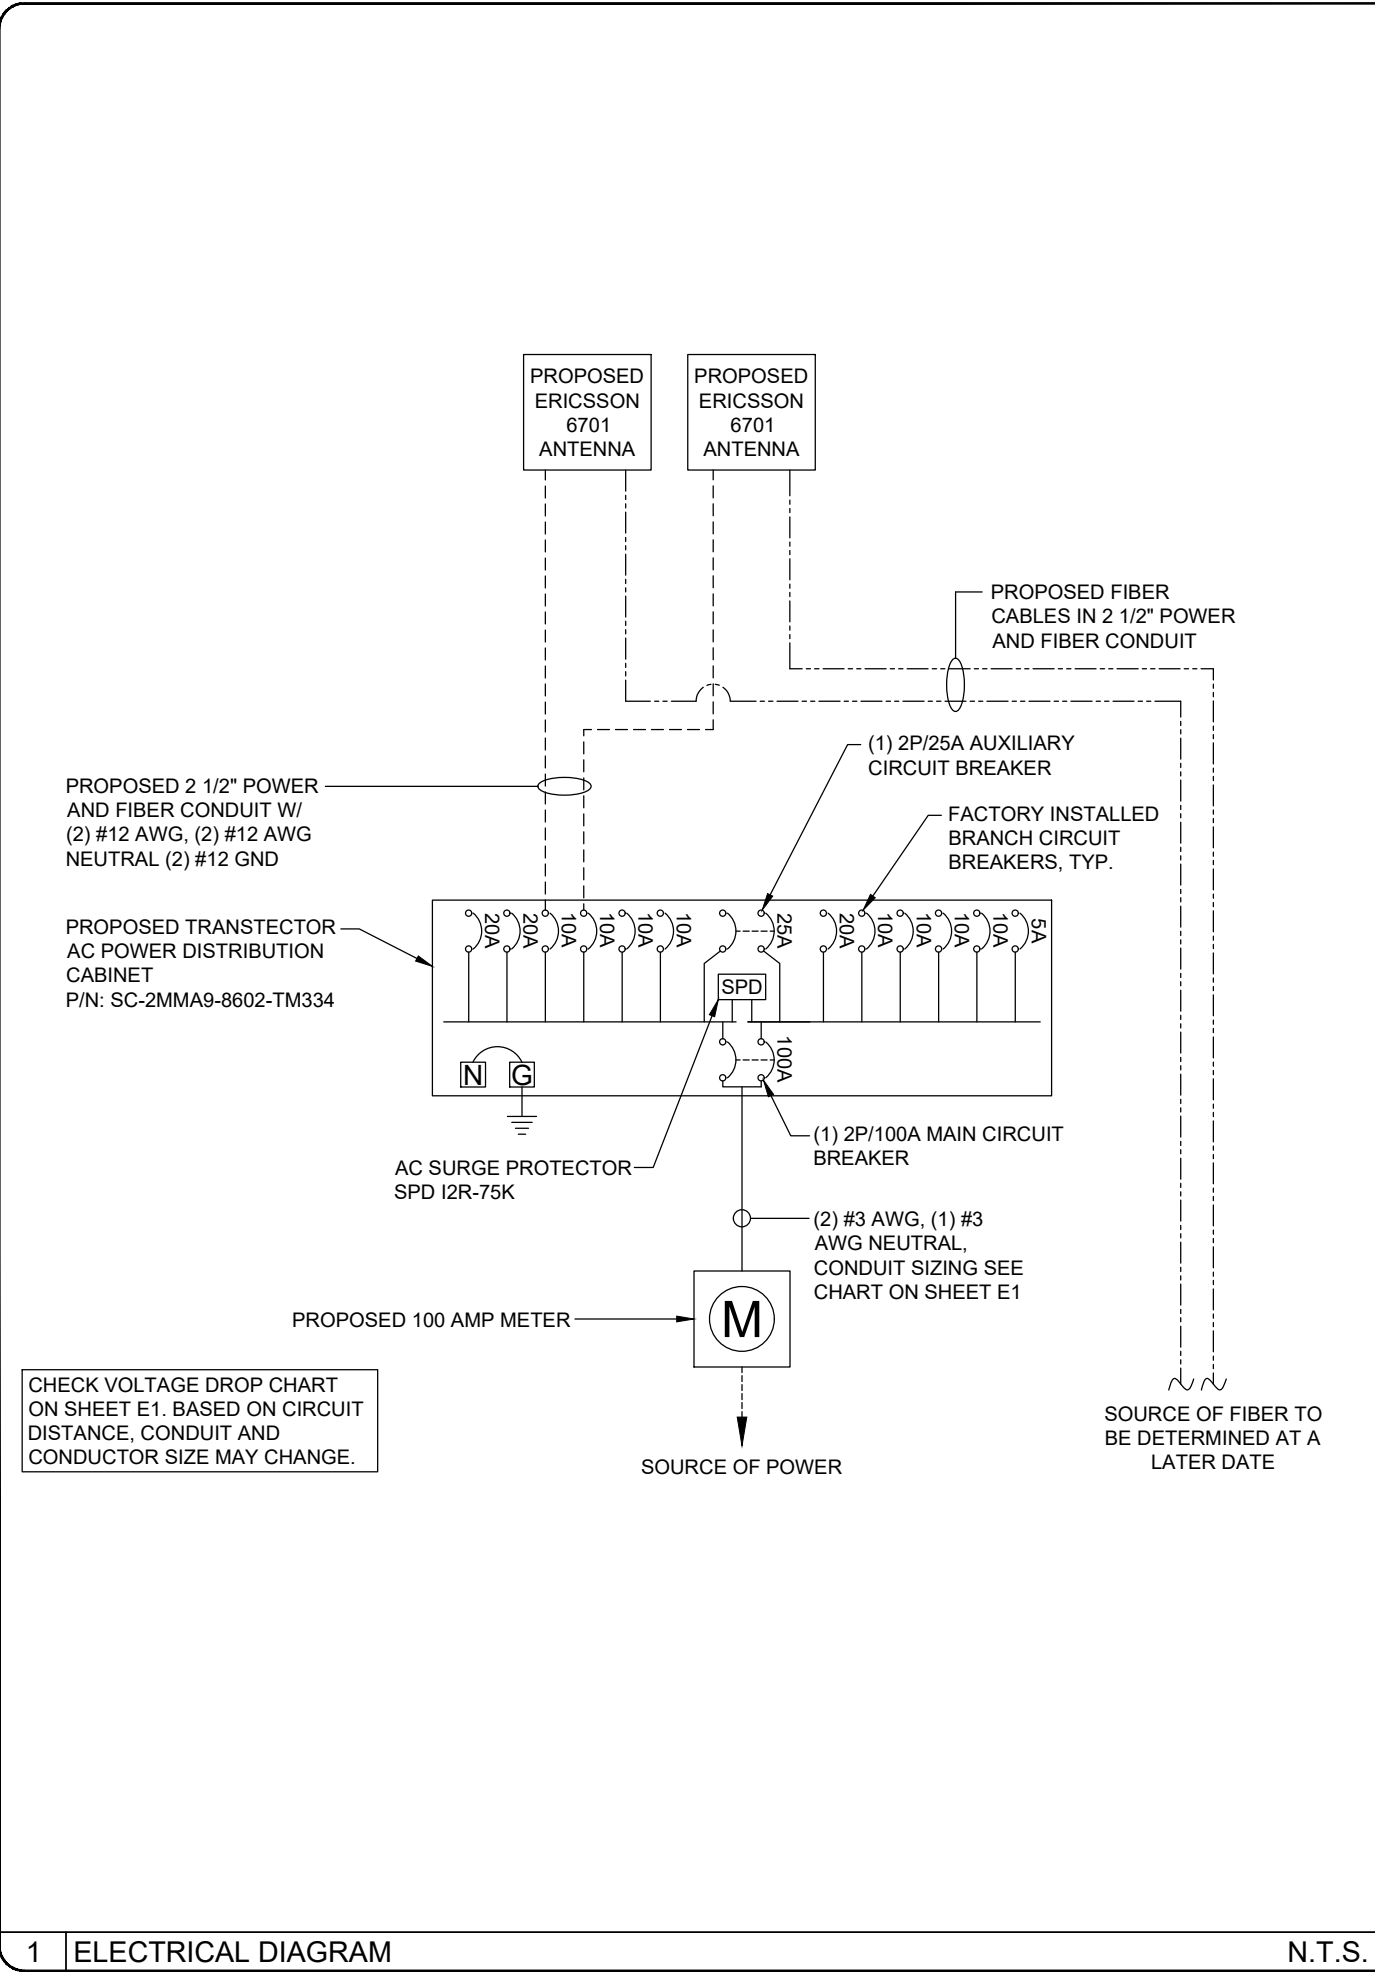 PROPOSED
ERICSSON
6701
ANTENNA
PROPOSED
ERICSSON
6701
ANTENNA
PROPOSED FIBER
CABLES IN 2 1/2" POWER
AND FIBER CONDUIT
(1) 2P/25A AUXILIARY
CIRCUIT BREAKER
PROPOSED 2 1/2" POWER
AND FIBER CONDUIT W/
(2) #12 AWG, (2) #12 AWG
NEUTRAL (2) #12 GND
FACTORY INSTALLED
BRANCH CIRCUIT
BREAKERS, TYP.
PROPOSED TRANSTECTOR
AC POWER DISTRIBUTION
CABINET
P/N: SC-2MMA9-8602-TM334
20A
20A
10A
10A
10A
10A
25A
20A
10A
10A
10A
10A
5A
SPD
100A
N
G
(1) 2P/100A MAIN CIRCUIT
BREAKER
AC SURGE PROTECTOR
SPD I2R-75K
(2) #3 AWG, (1) #3
AWG NEUTRAL,
CONDUIT SIZING SEE
CHART ON SHEET E1
PROPOSED 100 AMP METER
M
CHECK VOLTAGE DROP CHART
ON SHEET E1. BASED ON CIRCUIT
DISTANCE, CONDUIT AND
CONDUCTOR SIZE MAY CHANGE.
SOURCE OF POWER
SOURCE OF FIBER TO
BE DETERMINED AT A
LATER DATE
1 ELECTRICAL DIAGRAM N.T.S.